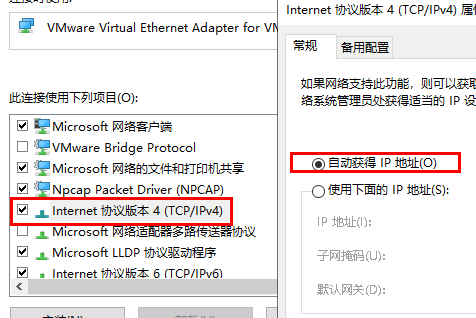 VMware Virtual Ethernet Adapter for VM
此连接使用下列项目(O):
Microsoft 网络客户端
VMware Bridge Protocol
Microsoft 网络的文件和打印机共享
Npcap Packet Driver (NPCAP)
Internet 协议版本 4 (TCP/IPv4)
Microsoft 网络适配器多路传送器协议
Microsoft LLDP 协议驱动程序
Internet 协议版本 6 (TCP/IPv6)
Internet 协议版本 4 (TCP/IPv4) 属
常规
备用配置
如果网络支持此功能，则可以获取
络系统管理员处获得适当的 IP 设
自动获得 IP 地址(O)
使用下面的 IP 地址(S):
IP 地址(I):
子网掩码(U):
默认网关(D):